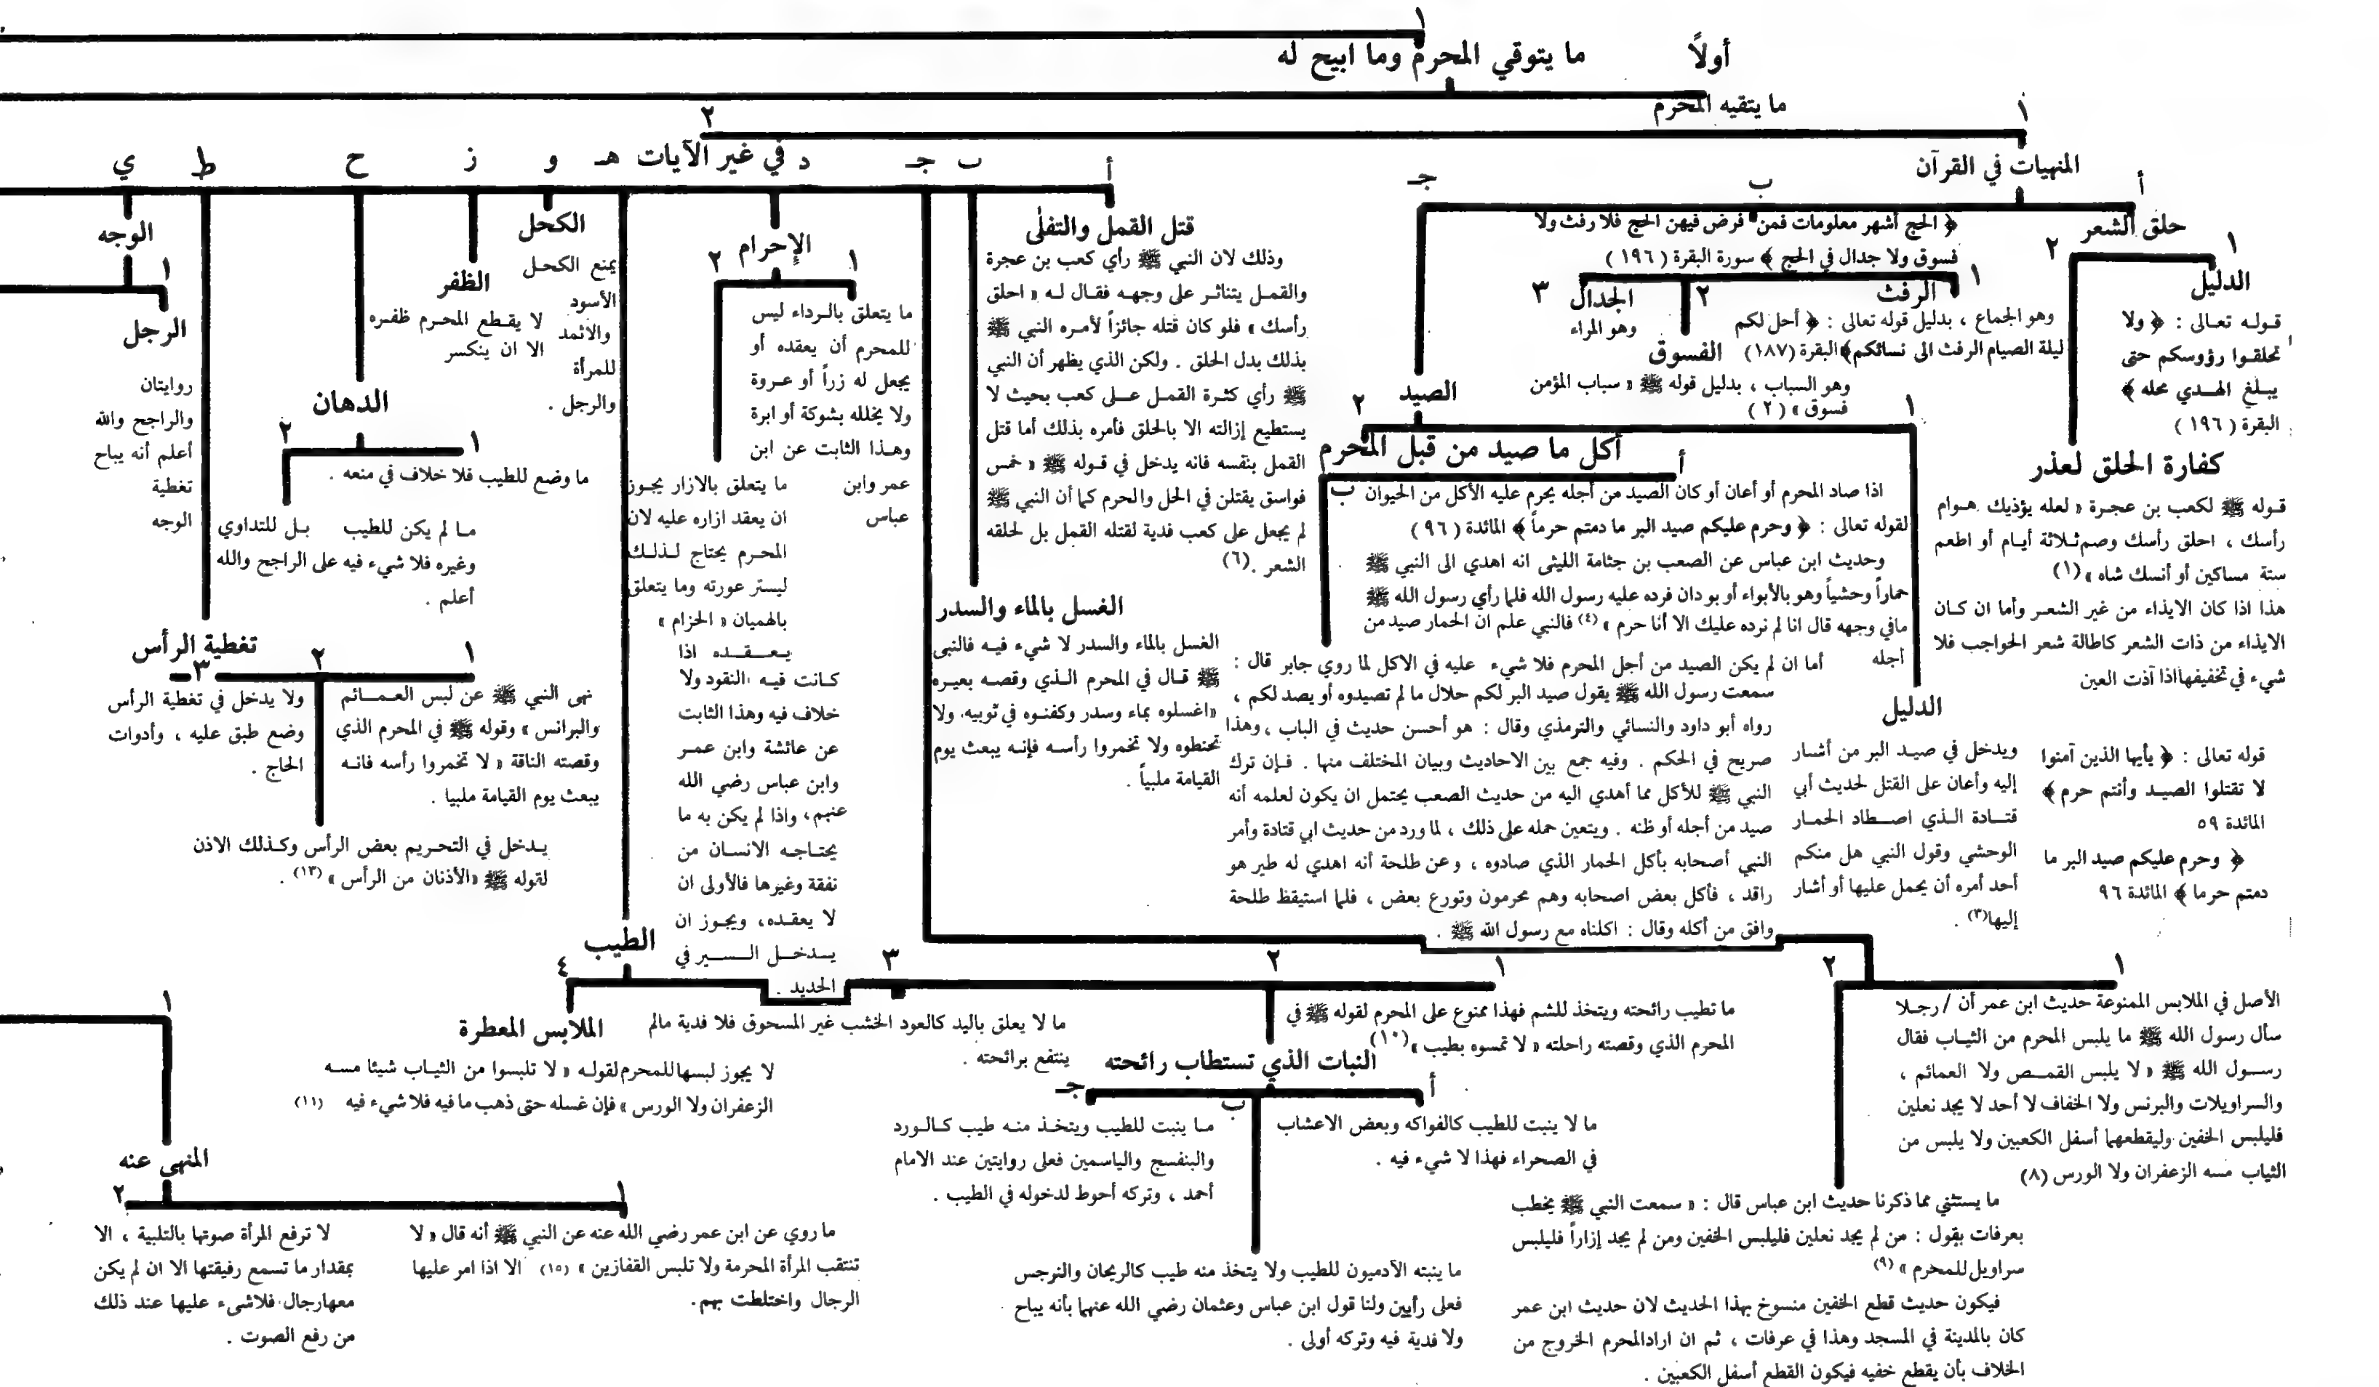 ١
أولاً ما يتوقي المحرم وما ابيح له
ما يتقيه المحرم
١ ٢
المنهيات في القرآن
أ ب جـ
حلق الشعر
١ ٢
الدليل
قوله تعالى : ﴿ ولا
تحلقوا رؤوسكم حتى
يبلغ الهدي محله ﴾
البقرة ( ١٩٦ )
كفارة الحلق لعذر
قوله ﷺ لكعب بن عجرة « لعله يؤذيك هوام
رأسك ، احلق رأسك وصم ثلاثة أيام أو اطعم
ستة مساكين أو أنسك شاه » (١)
هذا اذا كان الايذاء من غير الشعر وأما ان كان
الايذاء من ذات الشعر كاطالة شعر الحواجب فلا
شيء في تخفيفها اذا آذت العين
﴿ الحج أشهر معلومات فمن فرض فيهن الحج فلا رفث ولا
فسوق ولا جدال في الحج ﴾ سورة البقرة ( ١٩٦ )
١ ٢ ٣
الرفث
وهو الجماع ، بدليل قوله تعالى : ﴿ أحل لكم
ليلة الصيام الرفث الى نسائكم ﴾ البقرة (١٨٧)
الفسوق
وهو السباب ، بدليل قوله ﷺ « سباب المؤمن
فسوق » ( ٢ )
الجدال
وهو المراء
الصيد
١ ٢
الدليل
قوله تعالى : ﴿ يأيها الذين آمنوا
لا تقتلوا الصيد وأنتم حرم ﴾
المائدة ٥٩
﴿ وحرم عليكم صيد البر ما
دمتم حرما ﴾ المائدة ٩٦
ويدخل في صيد البر من أشار
إليه وأعان على القتل لحديث أبي
قتادة الذي اصطاد الحمار
الوحشي وقول النبي هل منكم
أحد أمره أن يحمل عليها أو أشار
إليها (٣) .
أكل ما صيد من قبل المحرم
أ ب
اذا صاد المحرم أو أعان أو كان الصيد من أجله يحرم عليه الأكل من الحيوان
لقوله تعالى : ﴿ وحرم عليكم صيد البر ما دمتم حرماً ﴾ المائدة ( ٩٦ )
وحديث ابن عباس عن الصعب بن جثامة الليثى انه اهدي الى النبي ﷺ
حماراً وحشياً وهو بالأبواء أو بودان فرده عليه رسول الله فلما رأي رسول الله ﷺ
مافي وجهه قال انا لم نرده عليك الا أنا حرم » (٤) فالنبي علم ان الحمار صيد من
أجله
أما ان لم يكن الصيد من أجل المحرم فلا شيء عليه في الاكل لما روي جابر قال :
سمعت رسول الله ﷺ يقول صيد البر لكم حلال ما لم تصيدوه أو يصد لكم ،
رواه أبو داود والنسائي والترمذي وقال : هو أحسن حديث في الباب ، وهذا
صريح في الحكم . وفيه جمع بين الاحاديث وبيان المختلف منها . فإن ترك
النبي ﷺ للأكل مما أهدي اليه من حديث الصعب يحتمل ان يكون لعلمه أنه
صيد من أجله أو ظنه . ويتعين حمله على ذلك ، لما ورد من حديث ابي قتادة وأمر
النبي أصحابه بأكل الحمار الذي صادوه ، وعن طلحة أنه اهدي له طير هو
راقد ، فأكل بعض اصحابه وهم محرمون وتورع بعض ، فلما استيقظ طلحة
وافق من أكله وقال : اكلناه مع رسول الله ﷺ .
في غير الآيات
أ ب جـ د هـ و ز ح ط ي
قتل القمل والتفلى
وذلك لان النبي ﷺ رأي كعب بن عجرة
والقمل يتناثر على وجهه فقال له « احلق
رأسك » فلو كان قتله جائزاً لأمره النبي ﷺ
بذلك بدل الحلق . ولكن الذي يظهر أن النبي
ﷺ رأي كثرة القمل على كعب بحيث لا
يستطيع إزالته الا بالحلق فأمره بذلك أما قتل
القمل بنفسه فانه يدخل في قوله ﷺ « خمس
فواسق يقتلن في الحل والحرم كما أن النبي ﷺ
لم يجعل على كعب فدية لقتله القمل بل لحلقه
الشعر . (٦)
الغسل بالماء والسدر
الغسل بالماء والسدر لا شيء فيه فالنبى
ﷺ قال في المحرم الذي وقصه بعيره
«اغسلوه بماء وسدر وكفنوه في ثوبيه، ولا
تحنطوه ولا تخمروا رأسه فإنه يبعث يوم
القيامة ملبياً .
١ ٢
الأصل في الملابس الممنوعة حديث ابن عمر أن / رجلا
سأل رسول الله ﷺ ما يلبس المحرم من الثياب فقال
رسول الله ﷺ « لا يلبس القمص ولا العمائم ،
والسراويلات والبرنس ولا الخفاف لا أحد لا يجد نعلين
فليلبس الخفين وليقطعهما أسفل الكعبين ولا يلبس من
الثياب مسه الزعفران ولا الورس (٨)
ما يستثني مما ذكرنا حديث ابن عباس قال : « سمعت النبي ﷺ يخطب
بعرفات يقول : من لم يجد نعلين فليلبس الخفين ومن لم يجد إزاراً فليلبس
سراويل للمحرم » (٩)
فيكون حديث قطع الخفين منسوخ بهذا الحديث لان حديث ابن عمر
كان بالمدينة في المسجد وهذا في عرفات ، ثم ان ارادالمحرم الخروج من
الخلاف بأن يقطع خفيه فيكون القطع أسفل الكعبين .
الإحرام
١ ٢
ما يتعلق بالرداء ليس
للمحرم أن يعقده أو
يجعل له زراً أو عروة
ولا يخلله بشوكة أو ابرة
وهذا الثابت عن ابن
عمر وابن
عباس
ما يتعلق بالازار يجوز
ان يعقد ازاره عليه لان
المحرم يحتاج لذلك
ليستر عورته وما يتعلق
بالهميان « الحزام »
يعقده اذا
كانت فيه النقود ولا
خلاف فيه وهذا الثابت
عن عائشة وابن عمر
وابن عباس رضي الله
عنهم ، واذا لم يكن به ما
يحتاجه الانسان من
نفقة وغيرها فالأولى ان
لا يعقده، ويجوز ان
يدخل السير في
الحديد .
الطيب
١ ٢ ٣ ٤
ما تطيب رائحته ويتخذ للشم فهذا ممنوع على المحرم لقوله ﷺ في
المحرم الذي وقصته راحلته « لا تمسوه بطيب » (١٠)
النبات الذي تستطاب رائحته
أ ب جـ
ما لا ينبت للطيب كالفواكه وبعض الاعشاب
في الصحراء فهذا لا شيء فيه .
ما ينبته الآدميون للطيب ولا يتخذ منه طيب كالريحان والنرجس
فعلى رأيين ولنا قول ابن عباس وعثمان رضي الله عنهما بأنه يباح
ولا فدية فيه وتركه أولى .
ما ينبت للطيب ويتخذ منه طيب كالورد
والبنفسج والياسمين فعلى روايتين عند الامام
أحمد ، وتركه أحوط لدخوله في الطيب .
ما لا يعلق باليد كالعود الخشب غير المسحوق فلا فدية مالم
ينتفع برائحته .
الملابس المعطرة
لا يجوز لبسها للمحرم لقوله « لا تلبسوا من الثياب شيئا مسه
الزعفران ولا الورس » فإن غسله حتى ذهب ما فيه فلا شيء فيه (١١)
الكحل
يمنع الكحل
الأسود
والاثمد
للمرأة
والرجل .
الظفر
لا يقطع المحرم ظفره
الا ان ينكسر
الدهان
١ ٢
ما وضع للطيب فلا خلاف في منعه .
ما لم يكن للطيب بل للتداوي
وغيره فلا شيء فيه على الراجح والله
أعلم .
تغطية الرأس
١ ٢ ٣
نهى النبي ﷺ عن لبس العمائم
والبرانس » وقوله ﷺ في المحرم الذي
وقصته الناقة « لا تخمروا رأسه فانه
يبعث يوم القيامة ملبيا .
يدخل في التحريم بعض الرأس وكذلك الاذن
لقوله ﷺ «الأذنان من الرأس » (١٣) .
ولا يدخل في تغطية الرأس
وضع طبق عليه ، وأدوات
الحاج .
الوجه
١
الرجل
روايتان
والراجح والله
أعلم أنه يباح
تغطية
الوجه
١
المنهى عنه
١ ٢
ما روي عن ابن عمر رضي الله عنه عن النبي ﷺ أنه قال « لا
تنتقب المرأة المحرمة ولا تلبس القفازين » (١٥) الا اذا امر عليها
الرجال واختلطت بهم.
لا ترفع المرأة صوتها بالتلبية ، الا
بمقدار ما تسمع رفيقتها الا ان لم يكن
معها رجال فلاشيء عليها عند ذلك
من رفع الصوت .